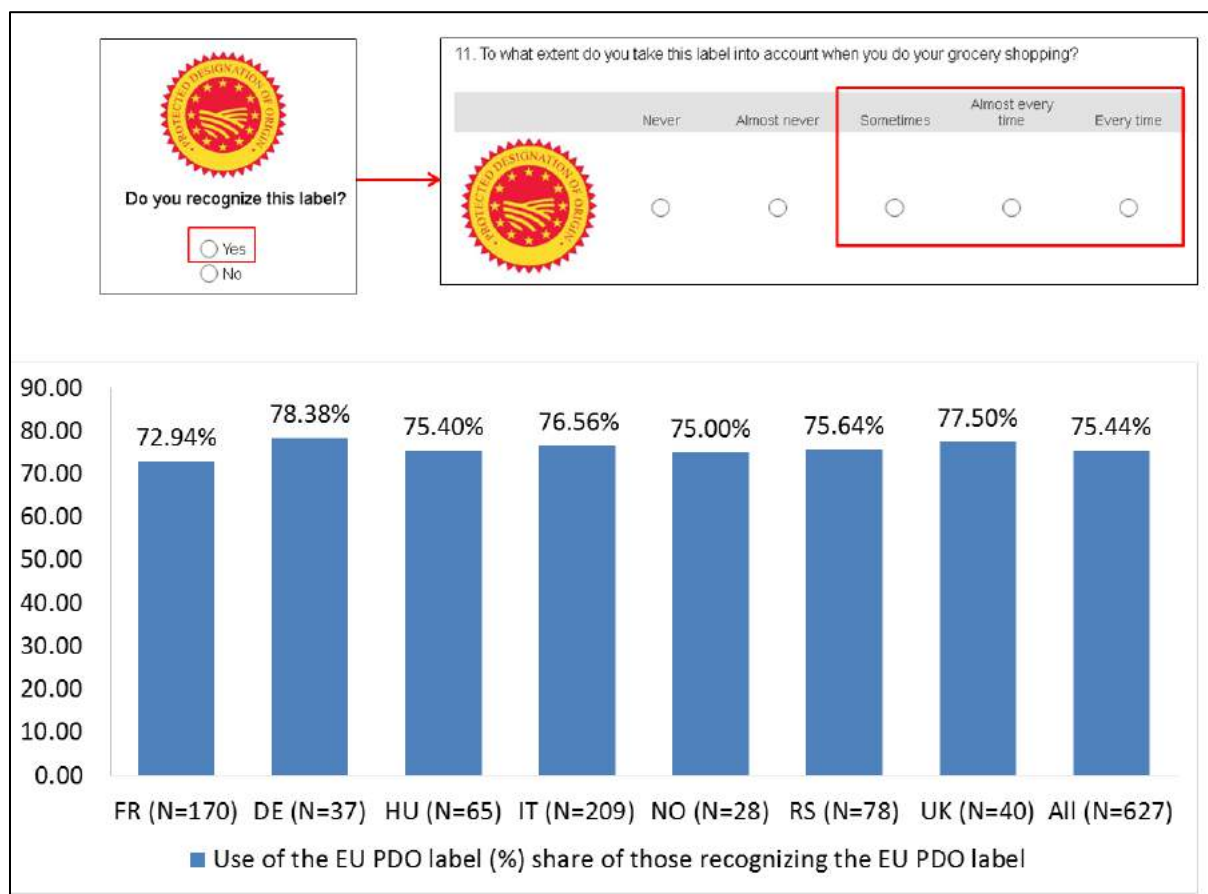 PROTECTED DESIGNATION OF ORIGIN
Do you recognize this label?
Yes
No
11. To what extent do you take this label into account when you do your grocery shopping?
Never Almost never Sometimes Almost every time Every time
PROTECTED DESIGNATION OF ORIGIN
90.00
80.00
70.00
60.00
50.00
40.00
30.00
20.00
10.00
0.00
72.94% 78.38% 75.40% 76.56% 75.00% 75.64% 77.50% 75.44%
FR (N=170) DE (N=37) HU (N=65) IT (N=209) NO (N=28) RS (N=78) UK (N=40) All (N=627)
Use of the EU PDO label (%) share of those recognizing the EU PDO label